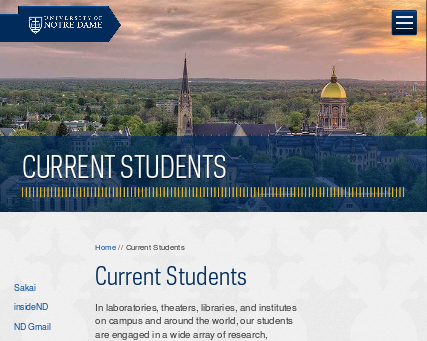 UNIVERSITY OF
NOTRE DAME
CURRENT STUDENTS
Home // Current Students
Current Students
Sakai
insideND
ND Gmail
In laboratories, theaters, libraries, and institutes
on campus and around the world, our students
are engaged in a wide array of research,